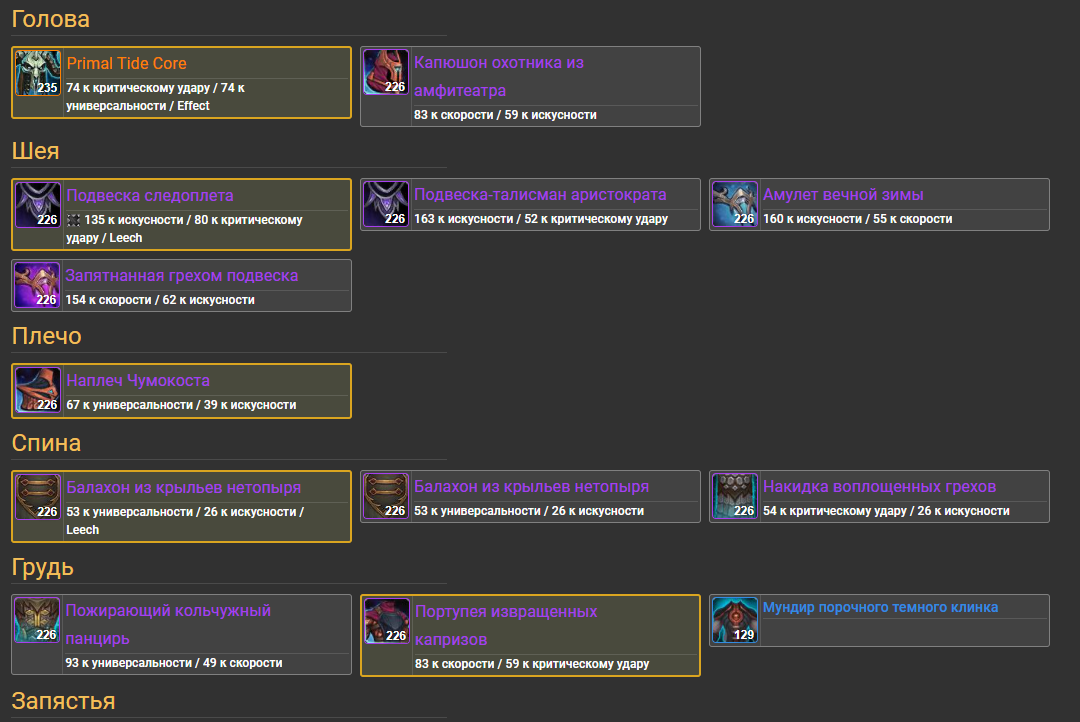 Голова
Primal Tide Core
235
74 к критическому удару / 74 к
универсальности / Effect
Капюшон охотника из
амфитеатра
226
83 к скорости / 59 к искусности
Шея
Подвеска следоплета
226
135 к искусности / 80 к критическому
удару / Leech
Подвеска-талисман аристократа
226
163 к искусности / 52 к критическому удару
Амулет вечной зимы
226
160 к искусности / 55 к скорости
Запятнанная грехом подвеска
226
154 к скорости / 62 к искусности
Плечо
Наплеч Чумокоста
226
67 к универсальности / 39 к искусности
Спина
Балахон из крыльев нетопыря
226
53 к универсальности / 26 к искусности /
Leech
Балахон из крыльев нетопыря
226
53 к универсальности / 26 к искусности
Накидка воплощенных грехов
226
54 к критическому удару / 26 к искусности
Грудь
Пожирающий кольчужный
панцирь
226
93 к универсальности / 49 к скорости
Портупея извращенных
капризов
226
83 к скорости / 59 к критическому удару
Мундир порочного темного клинка
129
Запястья